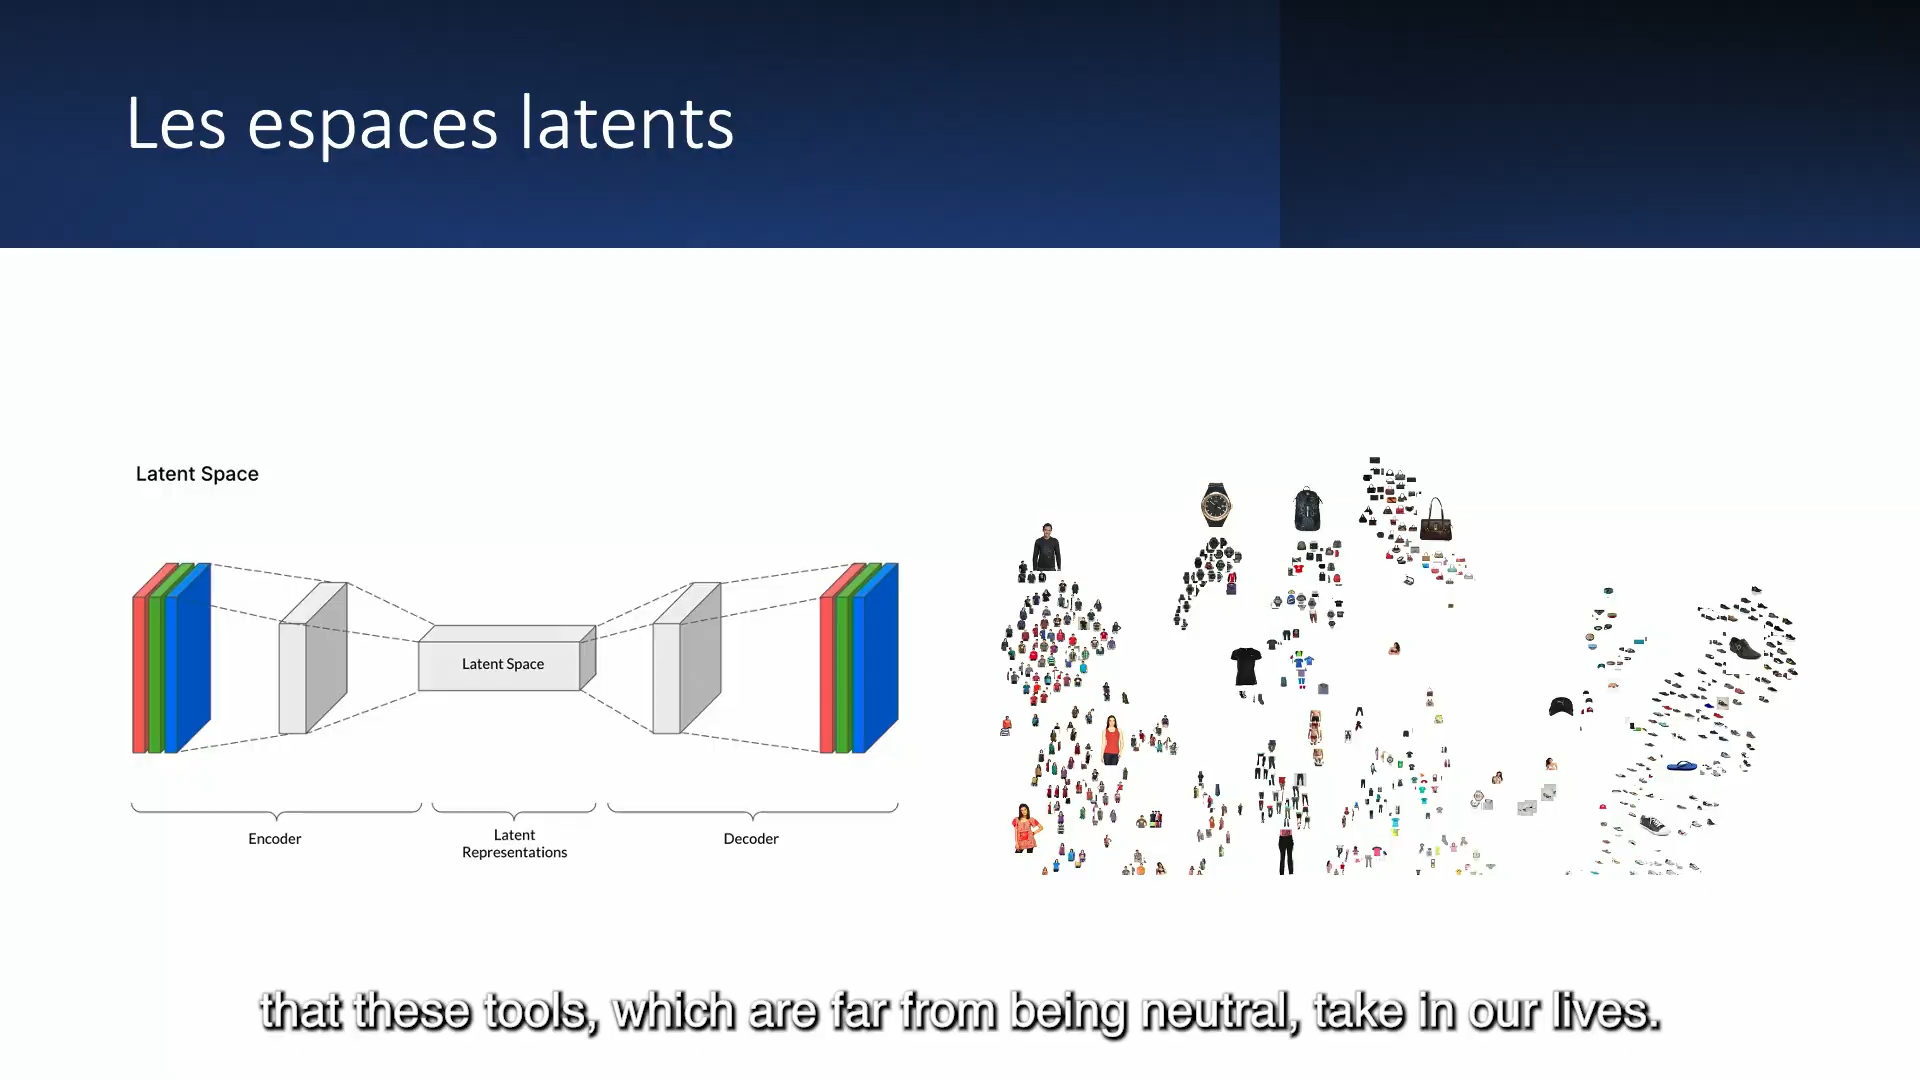 Les espaces latents
Latent Space
Latent Space
Encoder
Latent
Representations
Decoder
that these tools, which are far from being neutral, take in our lives.